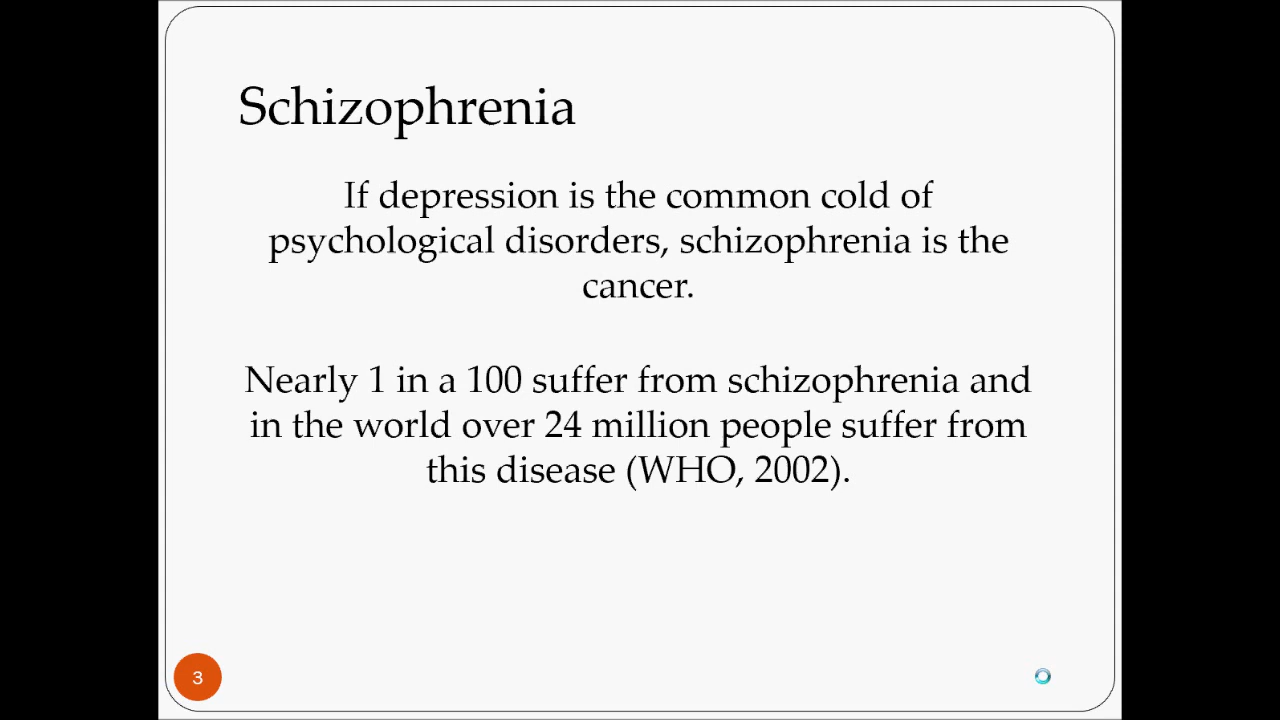 Schizophrenia
If depression is the common cold of
psychological disorders, schizophrenia is the
cancer.
Nearly 1 in a 100 suffer from schizophrenia and
in the world over 24 million people suffer from
this disease (WHO, 2002).
3